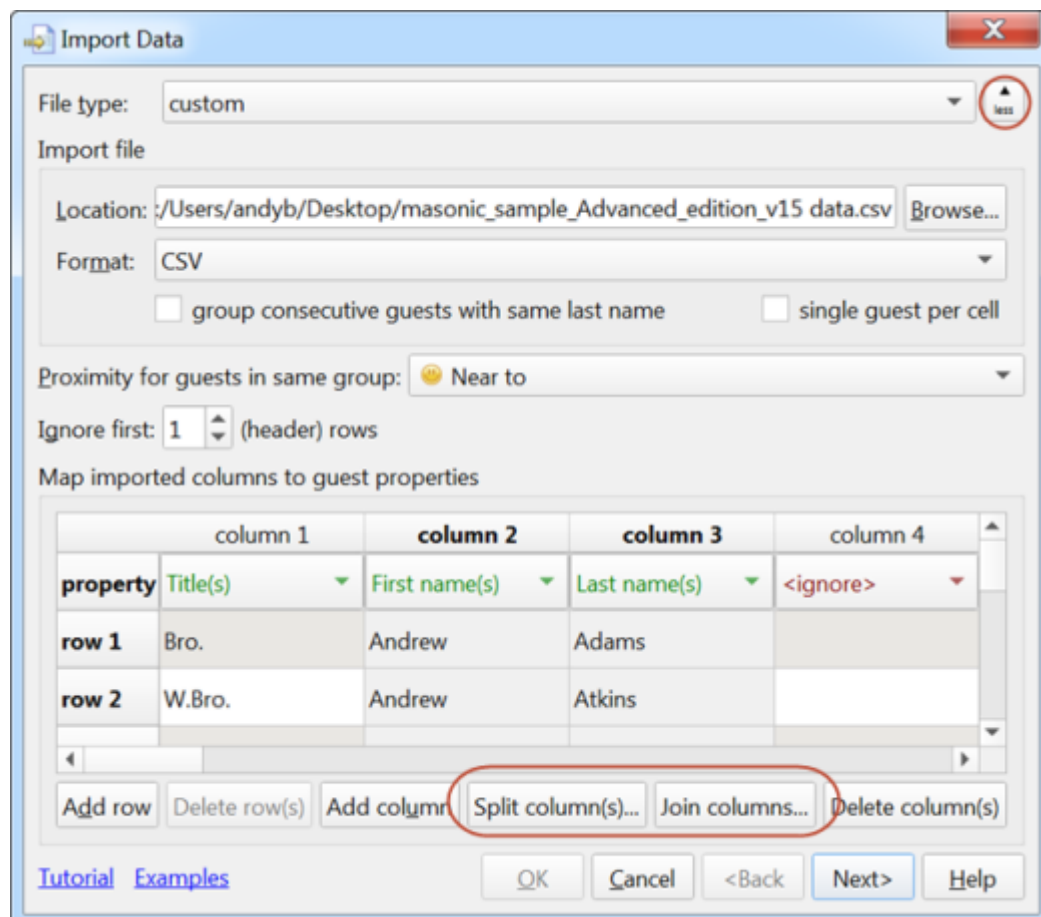 Import Data
File type: custom less
Import file
Location: :/Users/andyb/Desktop/masonic_sample_Advanced_edition_v15 data.csv Browse...
Format: CSV
group consecutive guests with same last name single guest per cell
Proximity for guests in same group: Near to
Ignore first: 1 (header) rows
Map imported columns to guest properties
column 1 column 2 column 3 column 4
property Title(s) First name(s) Last name(s) <ignore>
row 1 Bro. Andrew Adams
row 2 W.Bro. Andrew Atkins
Add row Delete row(s) Add column Split column(s)... Join columns... Delete column(s)
Tutorial Examples OK Cancel <Back Next> Help